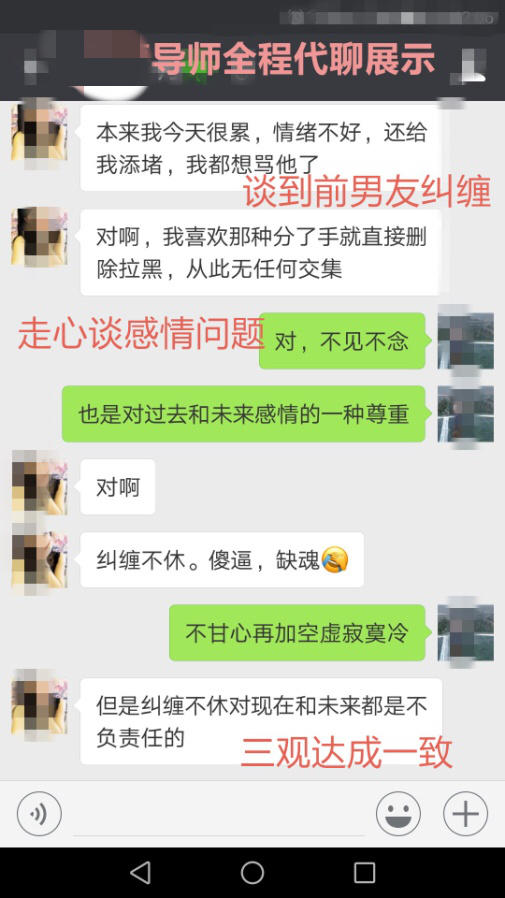 导师全程代聊展示
本来我今天很累，情绪不好，还给
我添堵，我都想骂他了
谈到前男友纠缠
对啊，我喜欢那种分了手就直接删
除拉黑，从此无任何交集
走心谈感情问题
对，不见不念
也是对过去和未来感情的一种尊重
对啊
纠缠不休。傻逼，缺魂
不甘心再加空虚寂寞冷
但是纠缠不休对现在和未来都是不
负责任的
三观达成一致